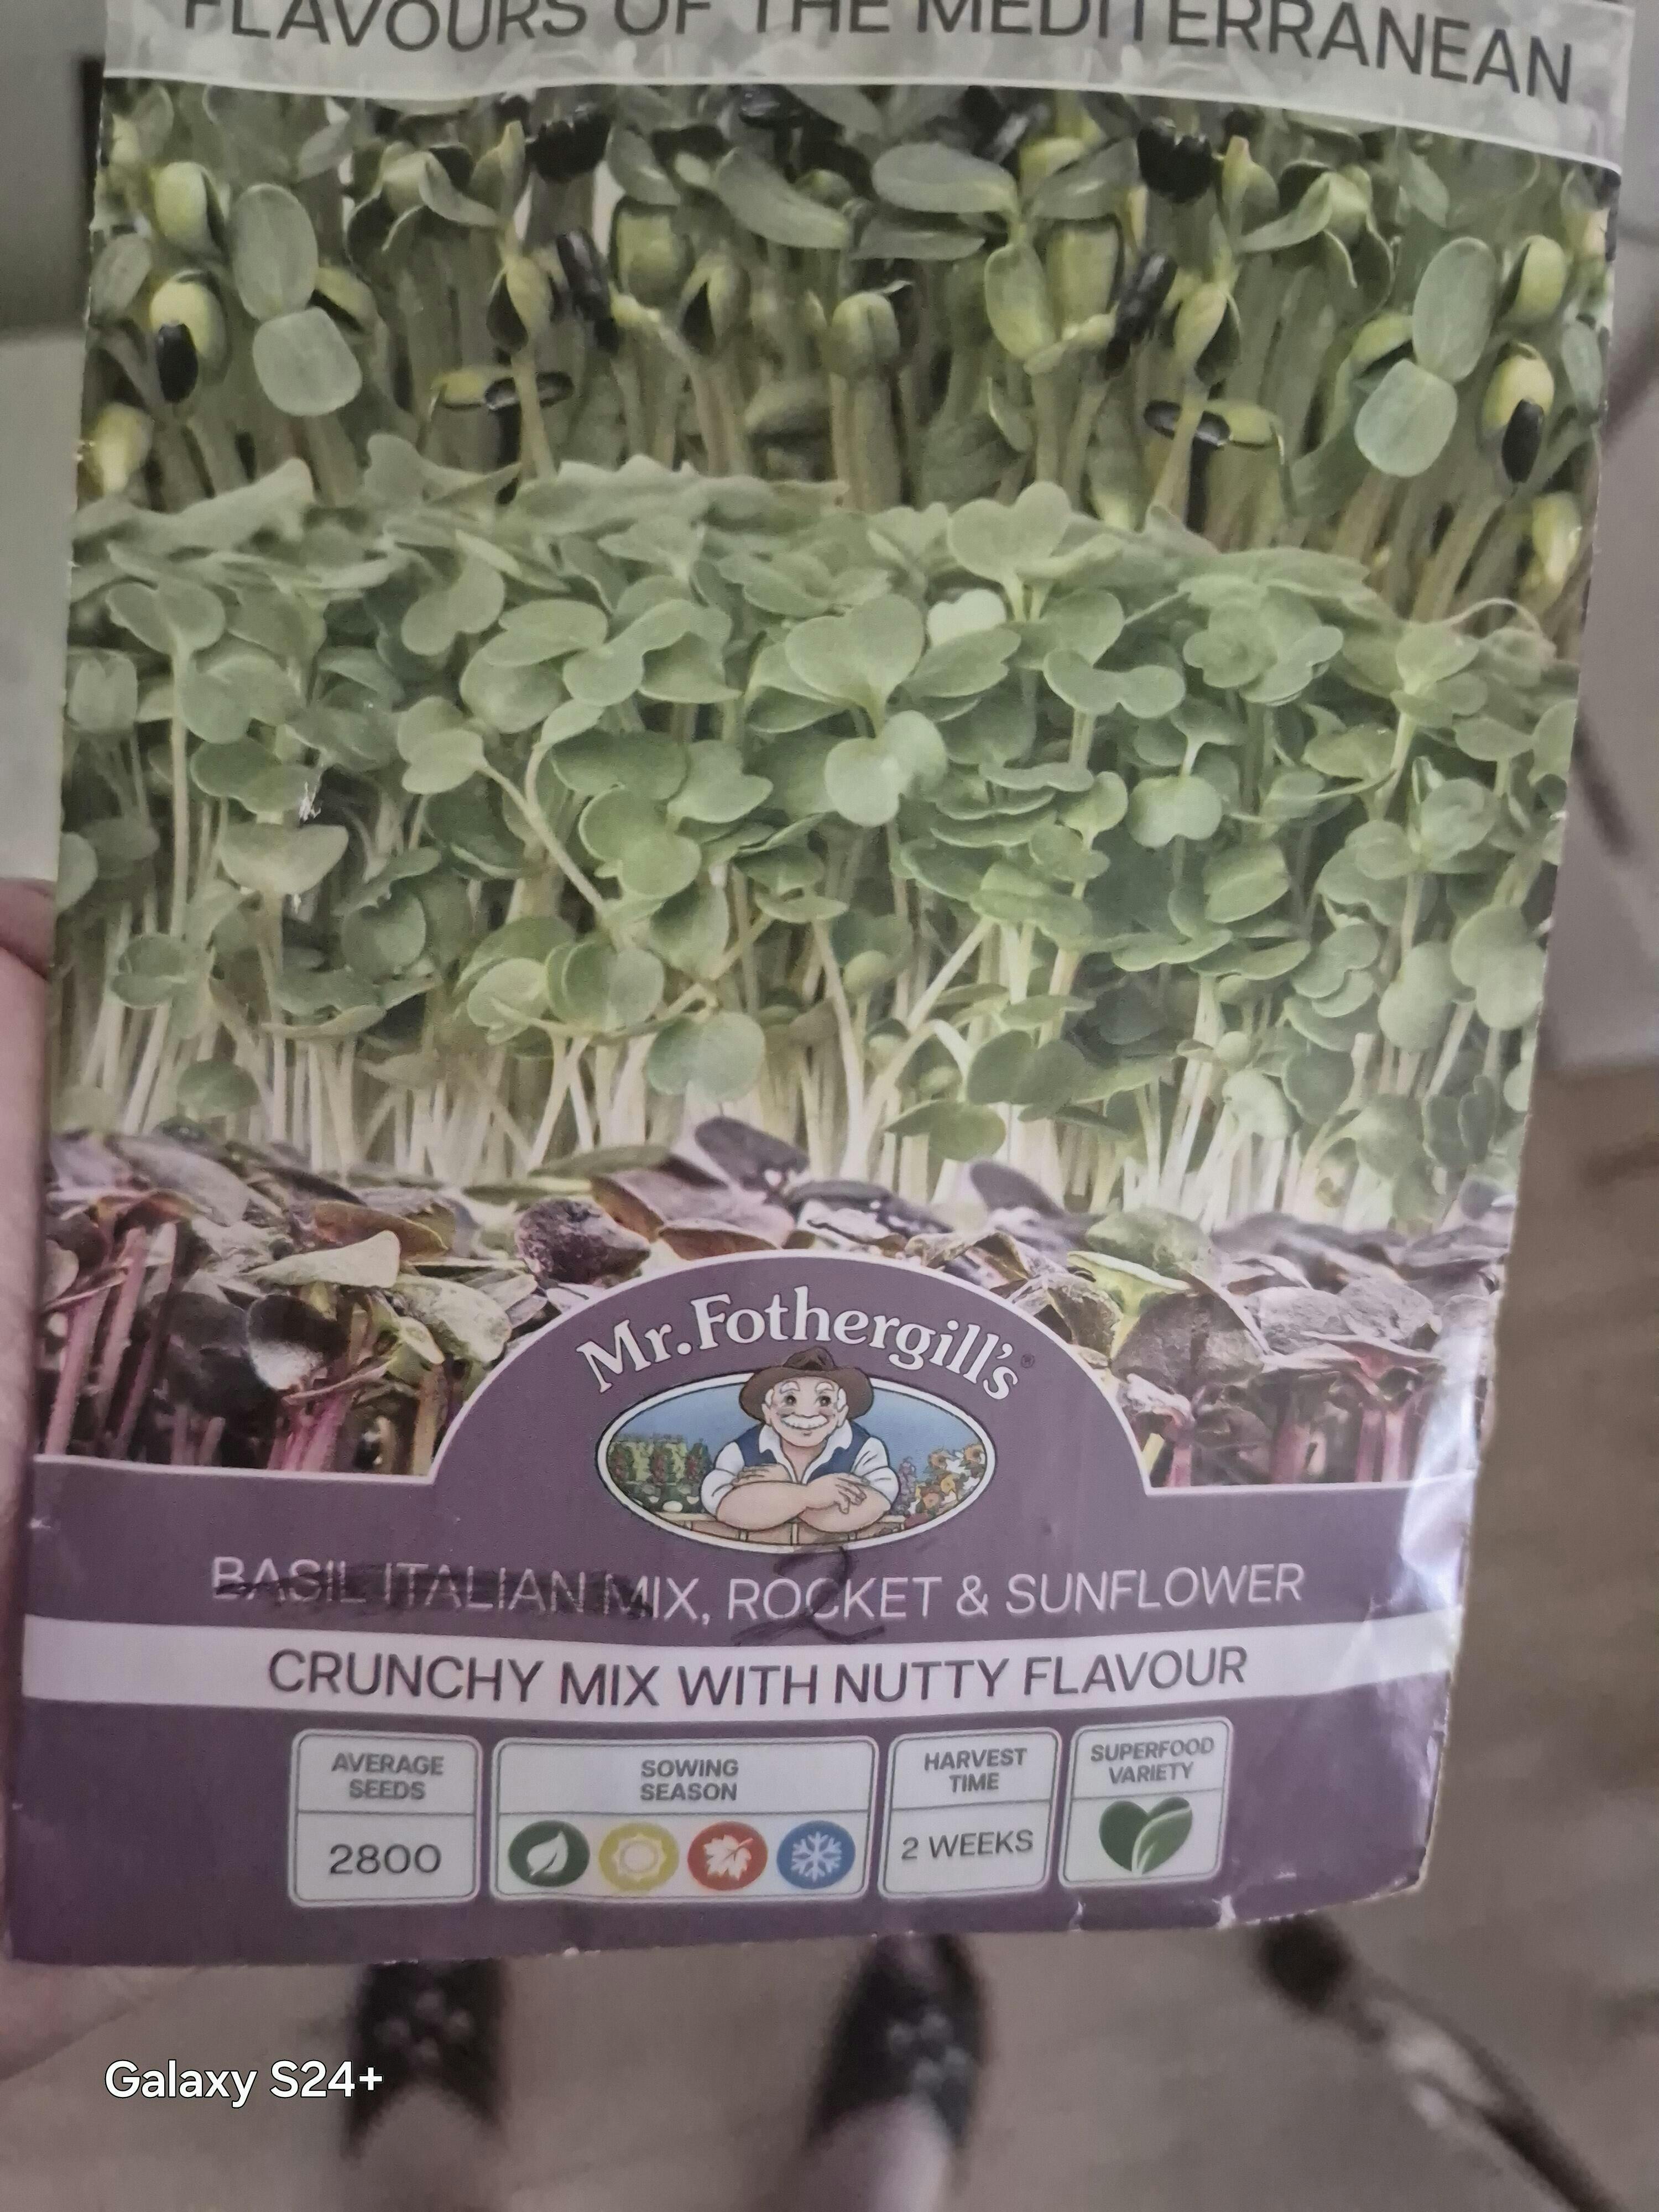 FLAVOURS OF THE MEDITERRANEAN
Mr. Fothergill's®
BASIL ITALIAN MIX, ROCKET & SUNFLOWER
2
CRUNCHY MIX WITH NUTTY FLAVOUR
AVERAGE
SEEDS
2800
SOWING
SEASON
HARVEST
TIME
2 WEEKS
SUPERFOOD
VARIETY
Galaxy S24+